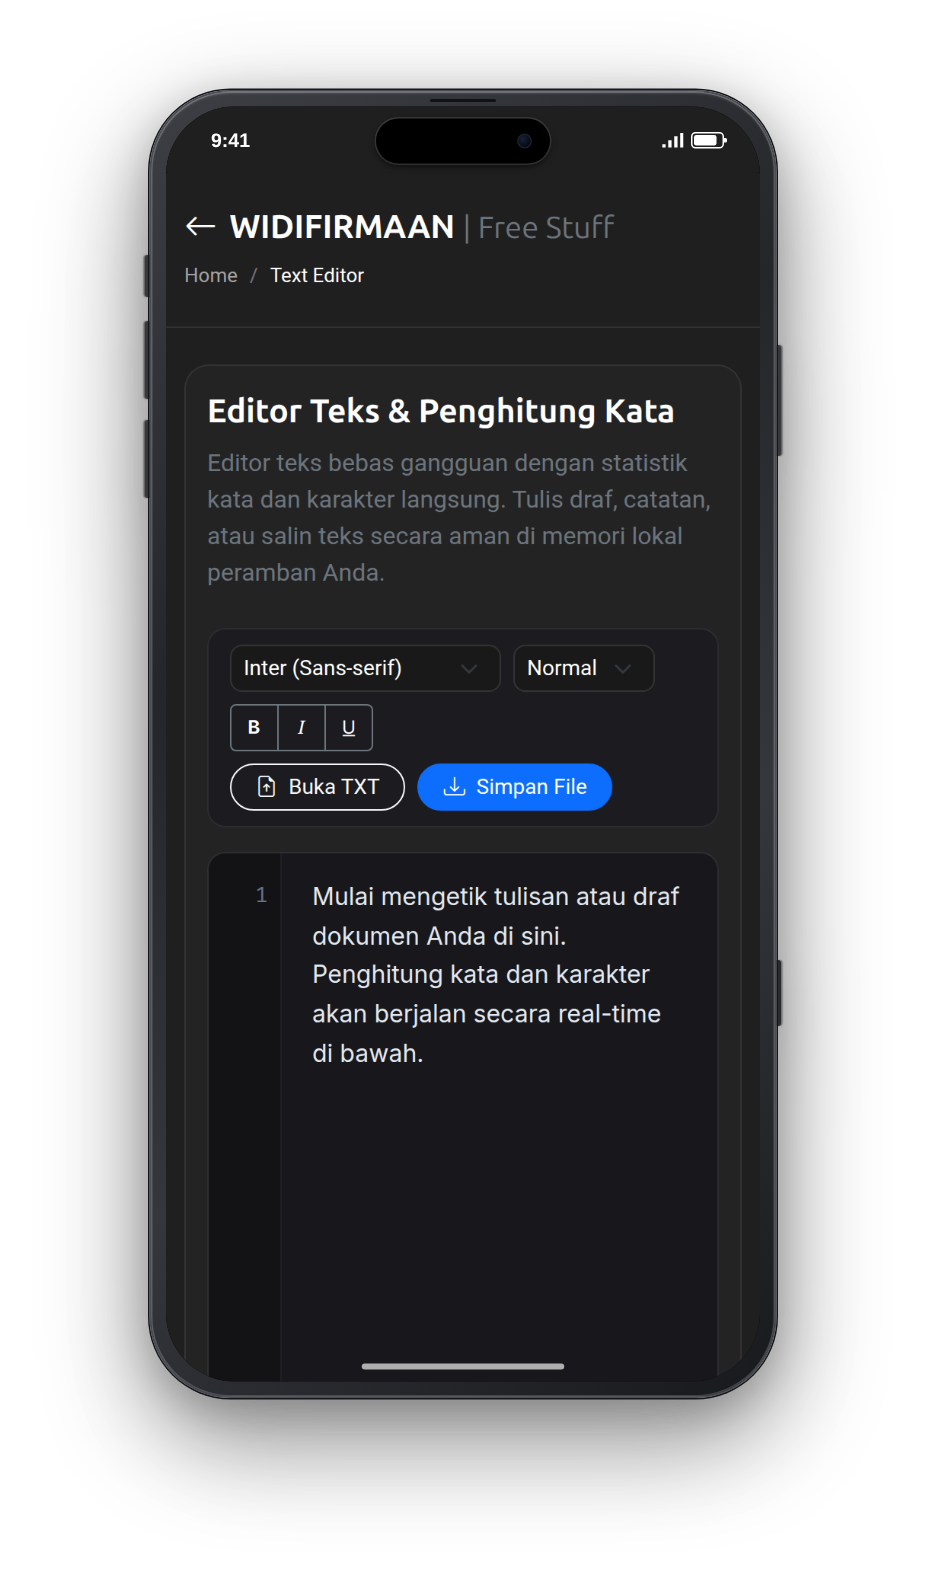 9:41
WIDIFIRMAAN | Free Stuff
Home / Text Editor
Editor Teks & Penghitung Kata
Editor teks bebas gangguan dengan statistik
kata dan karakter langsung. Tulis draf, catatan,
atau salin teks secara aman di memori lokal
peramban Anda.
Inter (Sans-serif) Normal
B I U
Buka TXT Simpan File
1 Mulai mengetik tulisan atau draf
dokumen Anda di sini.
Penghitung kata dan karakter
akan berjalan secara real-time
di bawah.